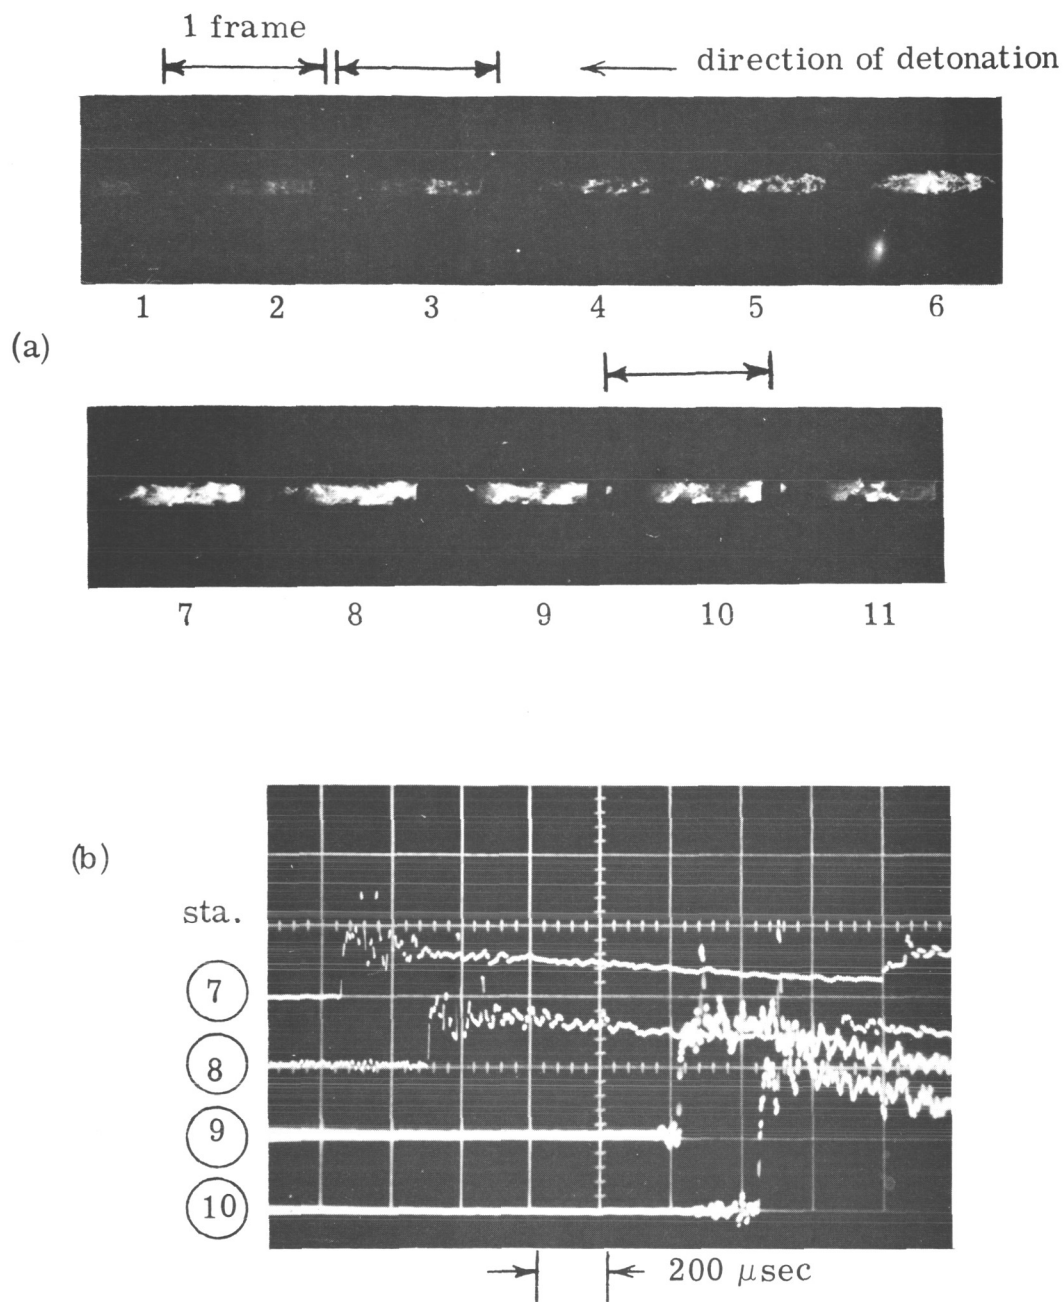 1 frame
direction of detonation
1 2 3 4 5 6
(a)
7 8 9 10 11
(b)
sta.
7
8
9
10
200 μsec